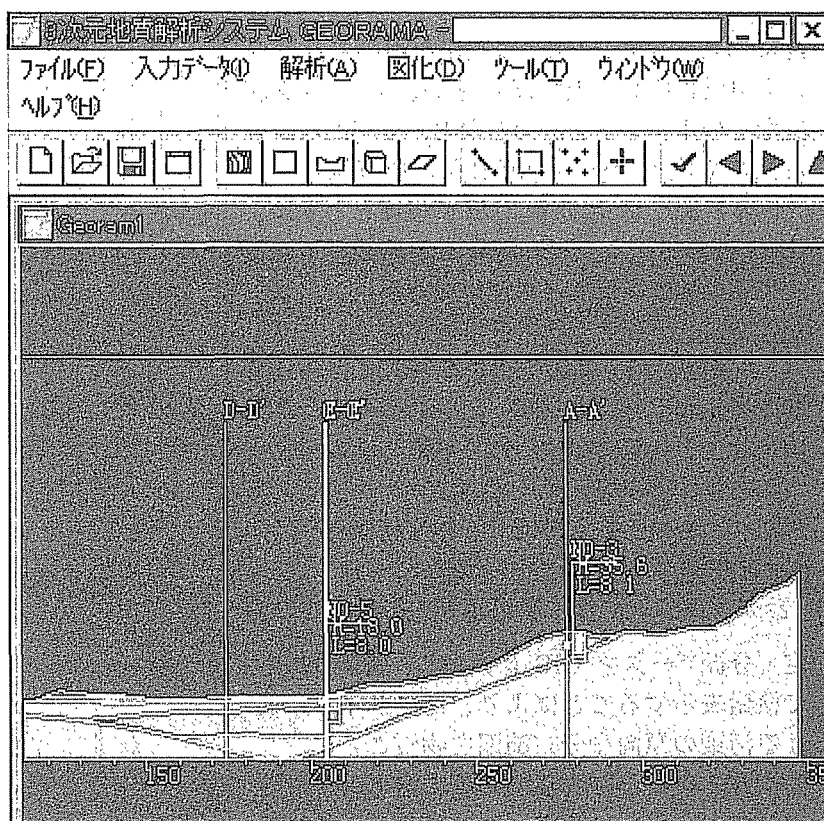 3次元地質解析システム GEORAMA -
ファイル(F) 入力データ(I) 解析(A) 図化(D) ツール(T) ウィンドウ(W)
ヘルプ(H)
Georam1
D-D' E-E' A-A'
L=8.1
L=8.0
150 200 250 300 35